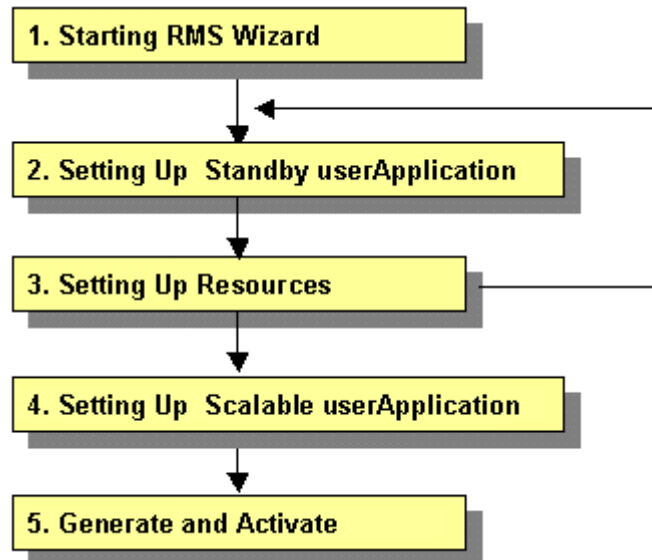 1. Starting RMS Wizard
2. Setting Up Standby userApplication
3. Setting Up Resources
4. Setting Up Scalable userApplication
5. Generate and Activate